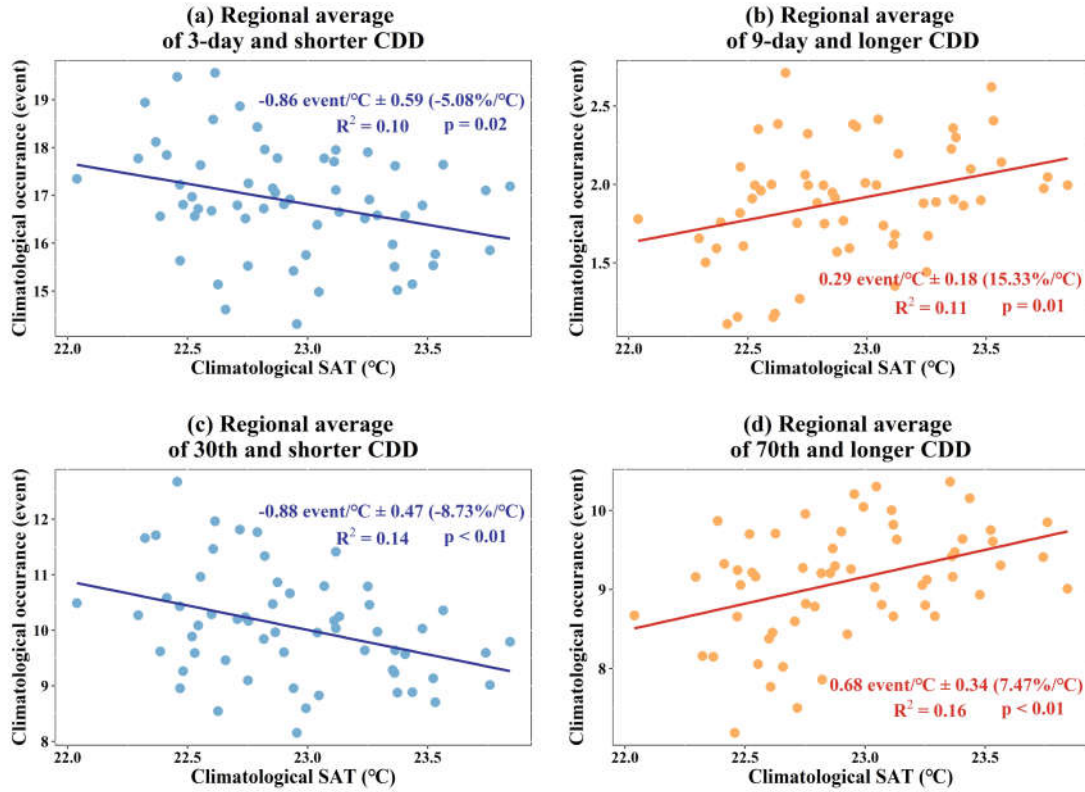 (a) Regional average
of 3-day and shorter CDD
Climatological occurance (event)
19
18
17
16
15
-0.86 event/°C ± 0.59 (-5.08%/°C)
R² = 0.10 p = 0.02
22.0 22.5 23.0 23.5
Climatological SAT (°C)
(b) Regional average
of 9-day and longer CDD
Climatological occurance (event)
2.5
2.0
1.5
0.29 event/°C ± 0.18 (15.33%/°C)
R² = 0.11 p = 0.01
22.0 22.5 23.0 23.5
Climatological SAT (°C)
(c) Regional average
of 30th and shorter CDD
Climatological occurance (event)
12
11
10
9
8
-0.88 event/°C ± 0.47 (-8.73%/°C)
R² = 0.14 p < 0.01
22.0 22.5 23.0 23.5
Climatological SAT (°C)
(d) Regional average
of 70th and longer CDD
Climatological occurance (event)
10
9
8
0.68 event/°C ± 0.34 (7.47%/°C)
R² = 0.16 p < 0.01
22.0 22.5 23.0 23.5
Climatological SAT (°C)